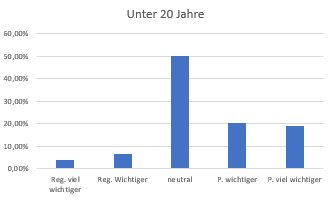 Unter 20 Jahre
60,00%
50,00%
40,00%
30,00%
20,00%
10,00%
0,00%
Reg. viel
wichtiger
Reg. Wichtiger
neutral
P. wichtiger
P. viel wichtiger